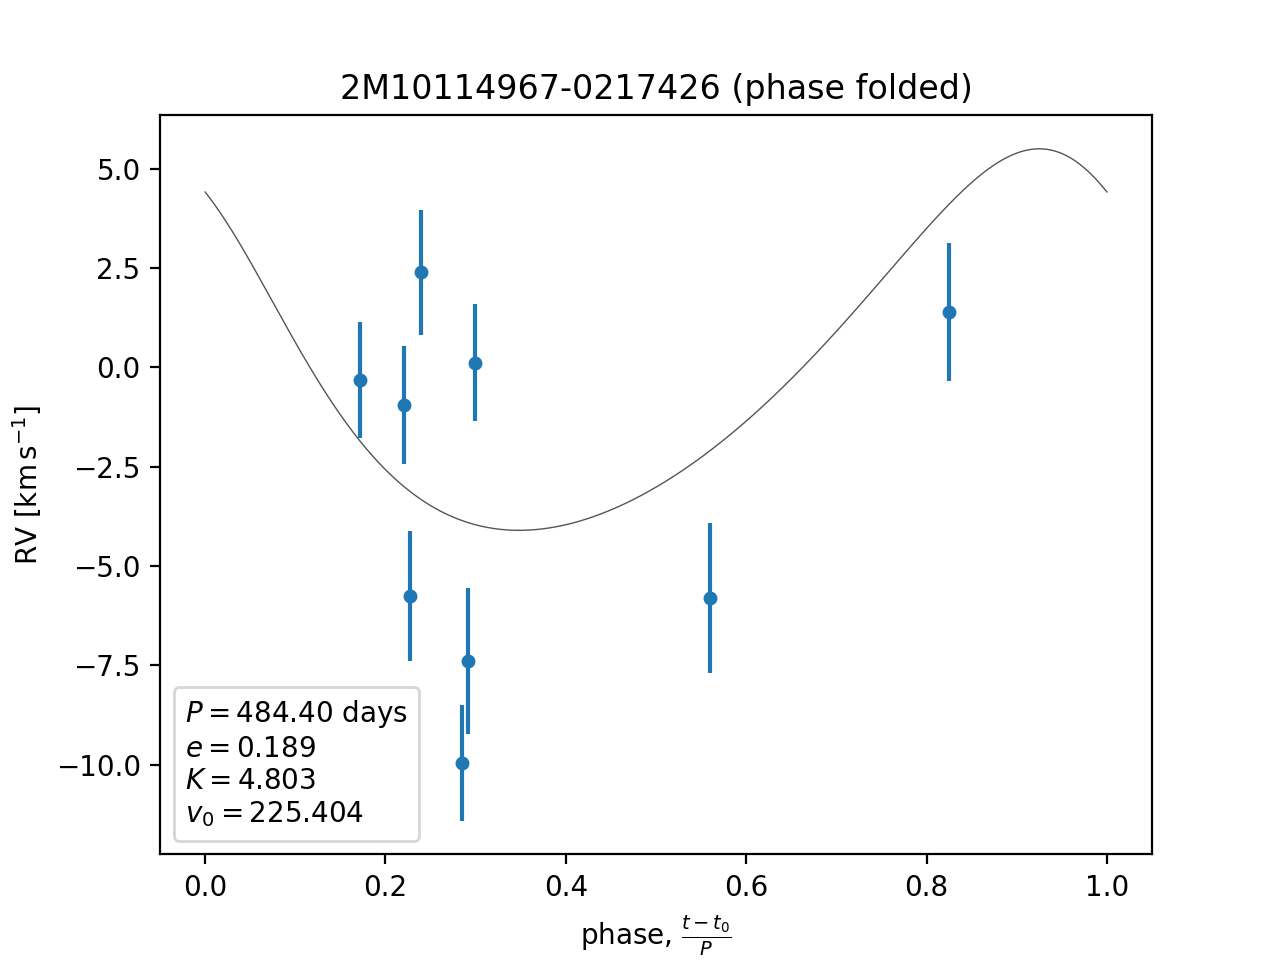 2M10114967-0217426 (phase folded)
RV [km s⁻¹]
5.0
2.5
0.0
−2.5
−5.0
−7.5
−10.0
P = 484.40 days
e = 0.189
K = 4.803
v₀ = 225.404
0.0 0.2 0.4 0.6 0.8 1.0
phase, (t − t₀)/P